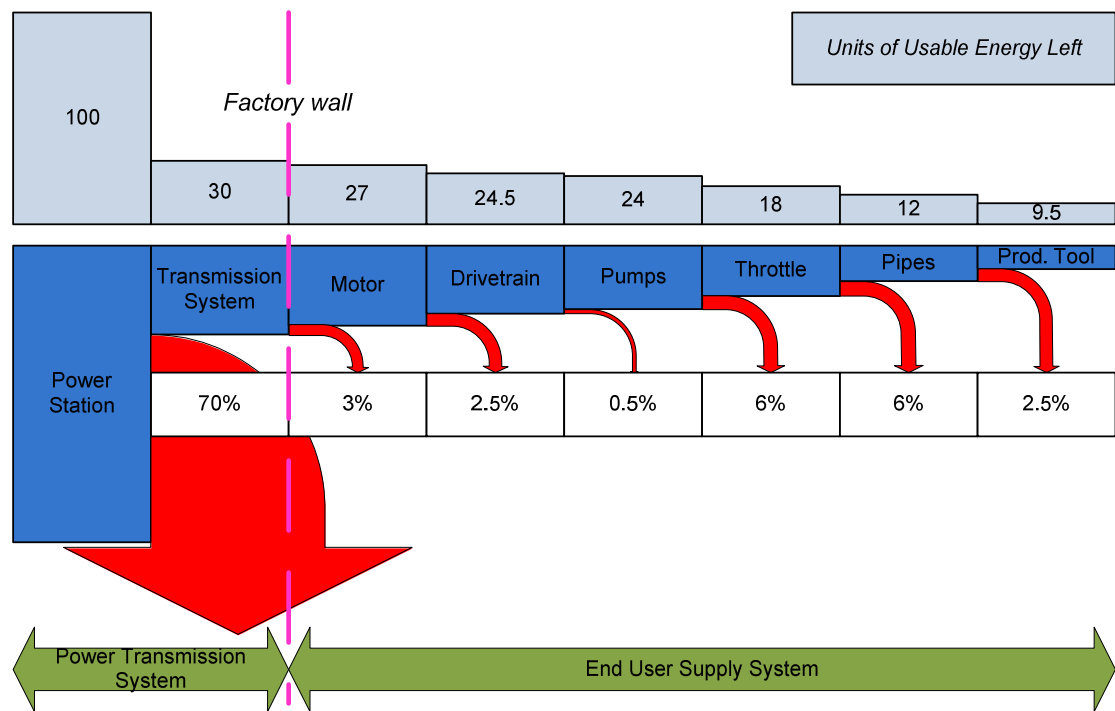 Units of Usable Energy Left
Factory wall
100
30
27
24.5
24
18
12
9.5
Transmission
System
Motor
Drivetrain
Pumps
Throttle
Pipes
Prod. Tool
Power
Station
70%
3%
2.5%
0.5%
6%
6%
2.5%
Power Transmission
System
End User Supply System